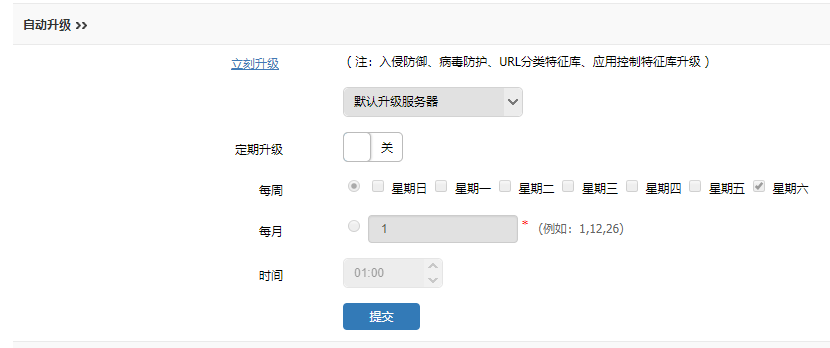 自动升级 >>
立刻升级 （注：入侵防御、病毒防护、URL分类特征库、应用控制特征库升级）
默认升级服务器
定期升级 关
每周 星期日 星期一 星期二 星期三 星期四 星期五 星期六
每月 1 * （例如：1,12,26）
时间 01:00
提交